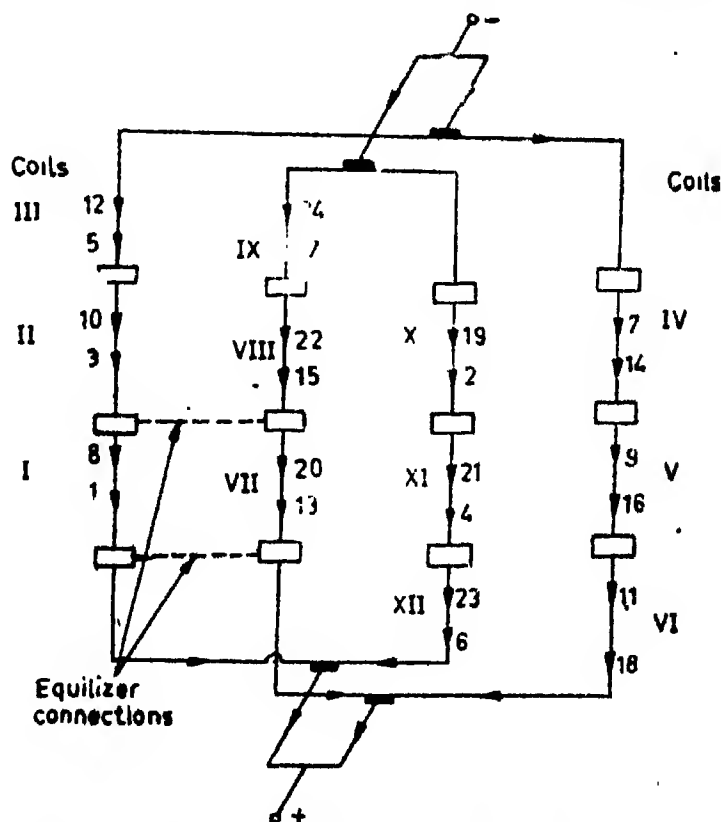 -
Coils
Coils
III 12
5
IX
X 19
2
IV
7
14
II 10
3
VIII 22
15
I 8
1
VII 20
XI 21
4
V
9
16
XII 23
6
VI
11
18
Equilizer
connections
+